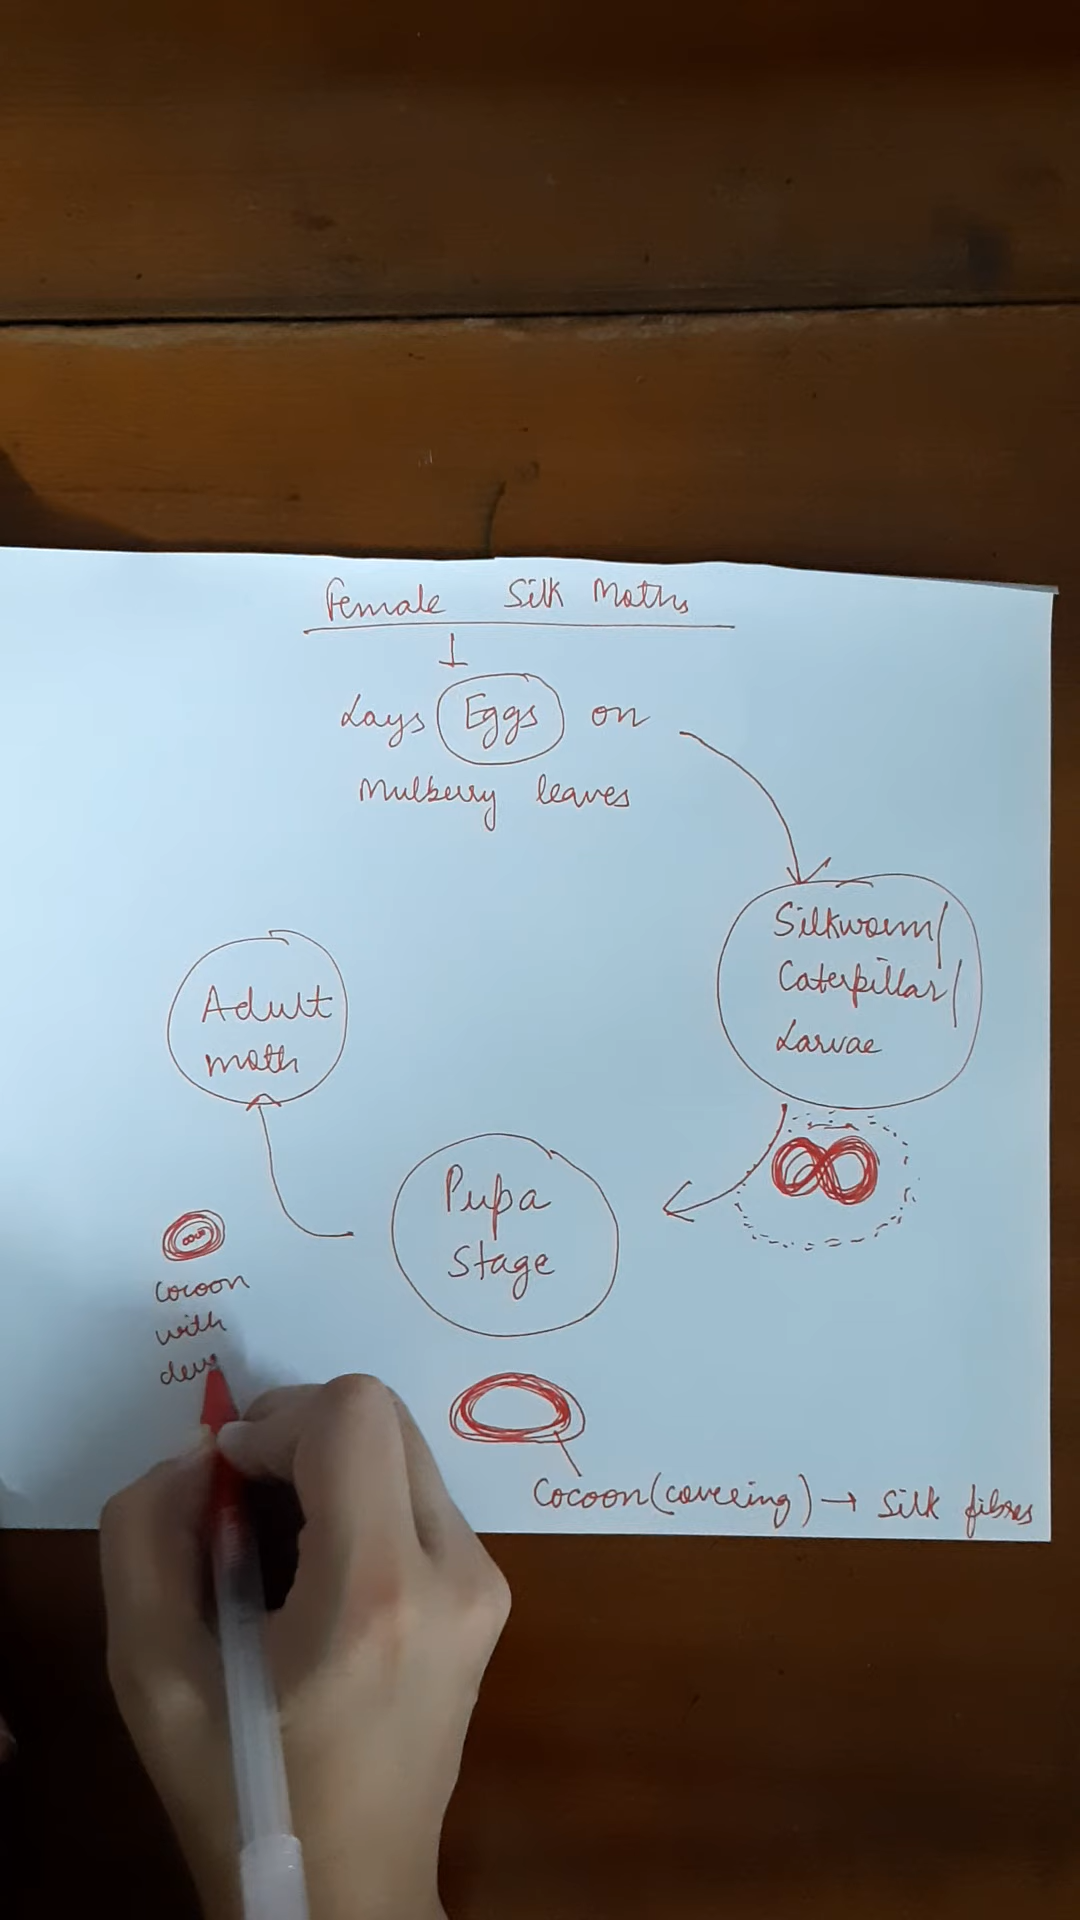 Female Silk Moths
Lays Eggs on
Mulberry leaves
Silkworm/
Caterpillar/
Larvae
Adult
moth
Pupa
Stage
Cocoon
with
Cocoon (covering) → Silk fibres